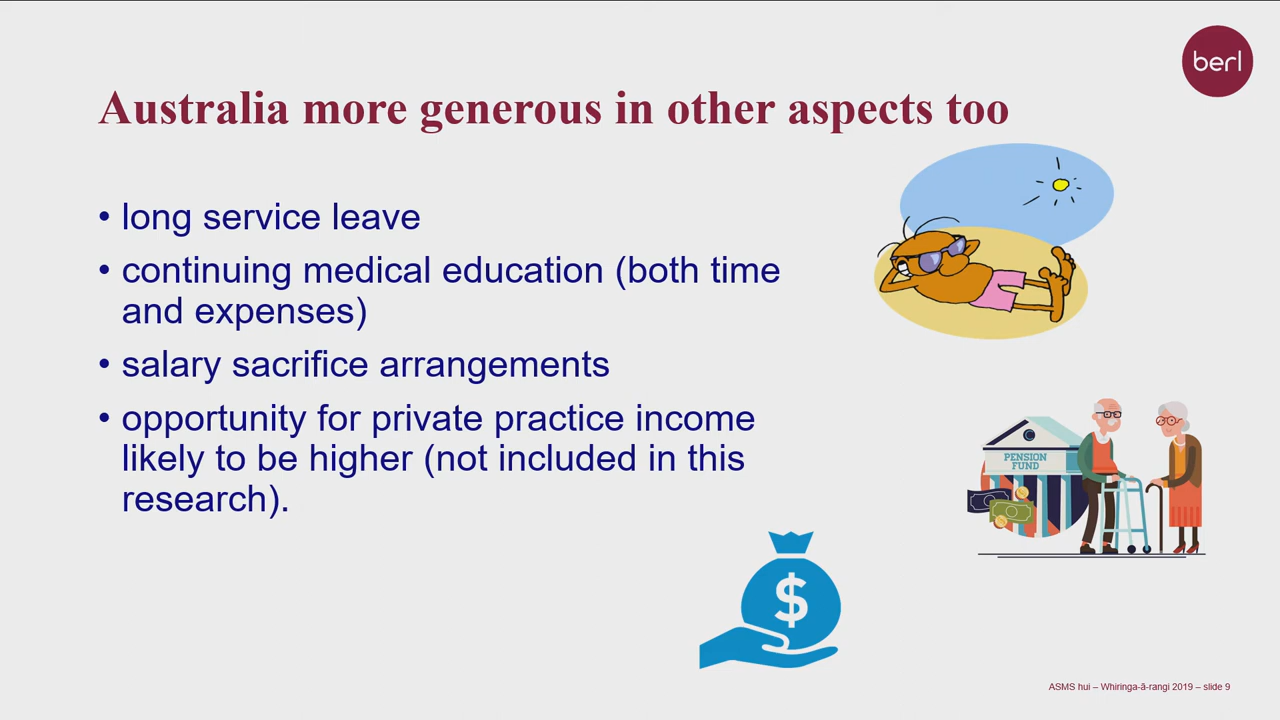 berl
Australia more generous in other aspects too
• long service leave
• continuing medical education (both time
and expenses)
• salary sacrifice arrangements
• opportunity for private practice income
likely to be higher (not included in this
research).
PENSION
FUND
$
ASMS hui – Whiringa-ā-rangi 2019 – slide 9